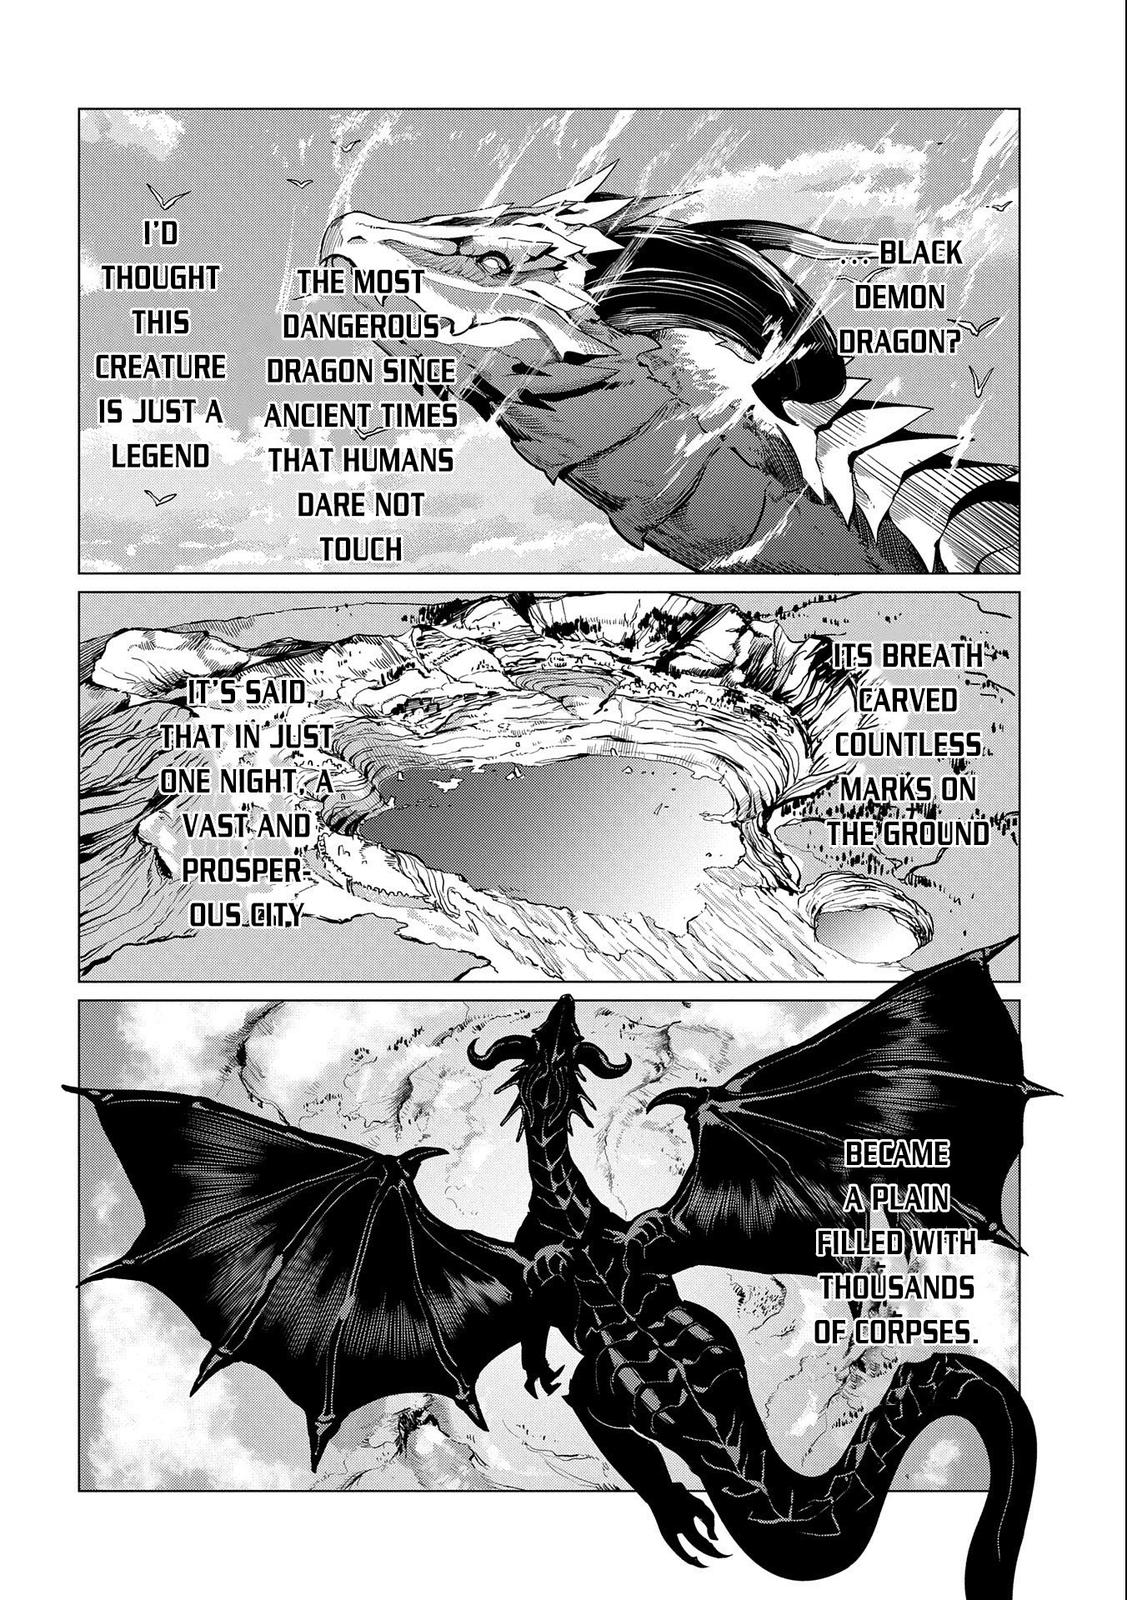 ... BLACK
DEMON
DRAGON?
THE MOST
DANGEROUS
DRAGON SINCE
ANCIENT TIMES
THAT HUMANS
DARE NOT
TOUCH
I'D
THOUGHT
THIS
CREATURE
IS JUST A
LEGEND
ITS BREATH
CARVED
COUNTLESS
MARKS ON
THE GROUND
IT'S SAID
THAT IN JUST
ONE NIGHT, A
VAST AND
PROSPER-
OUS CITY
BECAME
A PLAIN
FILLED WITH
THOUSANDS
OF CORPSES.